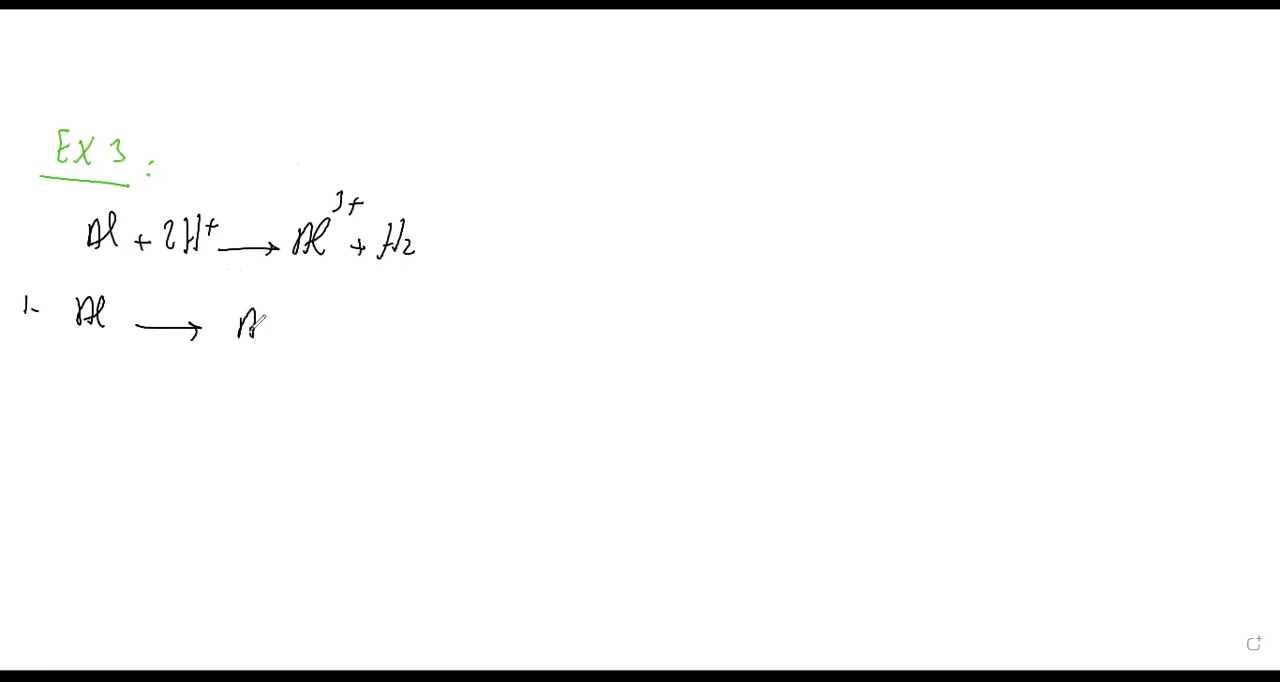 EX 3 :
Al + 2H⁺ → Al³⁺ + H₂
1- Al → A